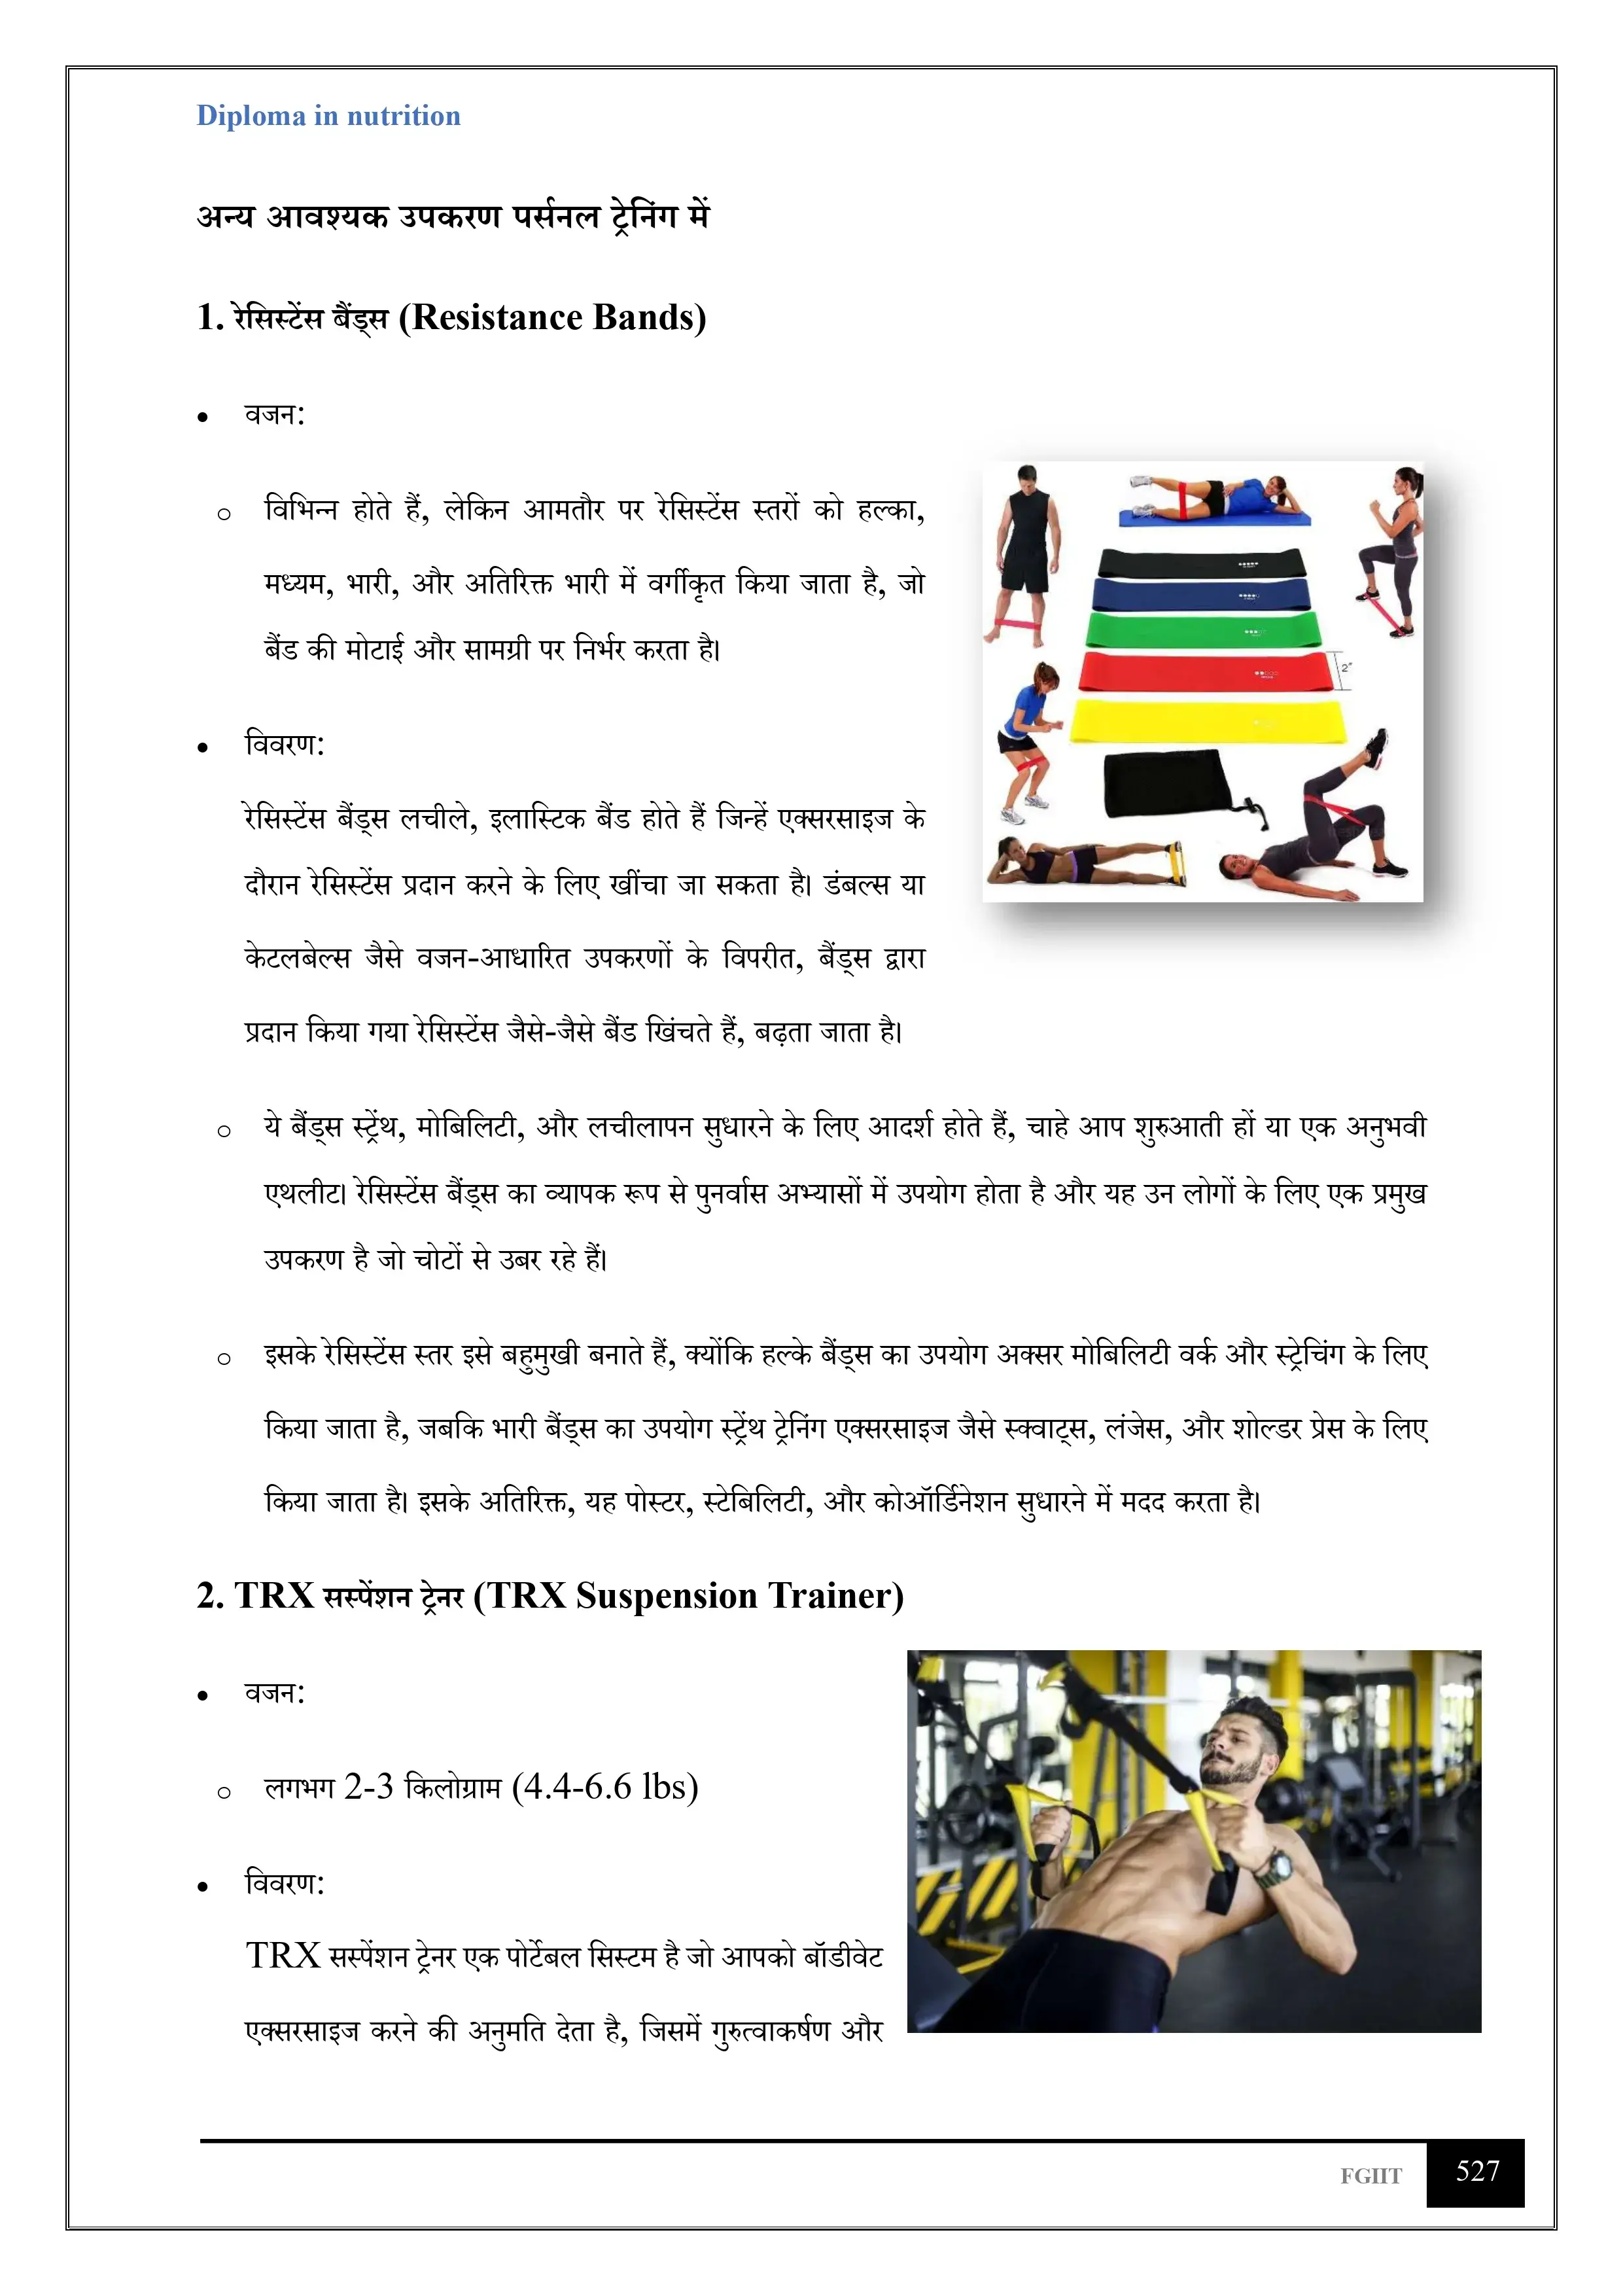 Diploma in nutrition
अन्य आवश्यक उपकरण पर्सनल ट्रेनिंग में
1. रेसिस्टेंस बैंड्स (Resistance Bands)
• वजन:
o विभिन्न होते हैं, लेकिन आमतौर पर रेसिस्टेंस स्तरों को हल्का,
मध्यम, भारी, और अतिरिक्त भारी में वर्गीकृत किया जाता है, जो
बैंड की मोटाई और सामग्री पर निर्भर करता है।
2"
• विवरण:
रेसिस्टेंस बैंड्स लचीले, इलास्टिक बैंड होते हैं जिन्हें एक्सरसाइज के
दौरान रेसिस्टेंस प्रदान करने के लिए खींचा जा सकता है। डंबल्स या
केटलबेल्स जैसे वजन-आधारित उपकरणों के विपरीत, बैंड्स द्वारा
प्रदान किया गया रेसिस्टेंस जैसे-जैसे बैंड खिंचते हैं, बढ़ता जाता है।
o ये बैंड्स स्ट्रेंथ, मोबिलिटी, और लचीलापन सुधारने के लिए आदर्श होते हैं, चाहे आप शुरुआती हों या एक अनुभवी
एथलीट। रेसिस्टेंस बैंड्स का व्यापक रूप से पुनर्वास अभ्यासों में उपयोग होता है और यह उन लोगों के लिए एक प्रमुख
उपकरण है जो चोटों से उबर रहे हैं।
o इसके रेसिस्टेंस स्तर इसे बहुमुखी बनाते हैं, क्योंकि हल्के बैंड्स का उपयोग अक्सर मोबिलिटी वर्क और स्ट्रेचिंग के लिए
किया जाता है, जबकि भारी बैंड्स का उपयोग स्ट्रेंथ ट्रेनिंग एक्सरसाइज जैसे स्क्वाट्स, लंजेस, और शोल्डर प्रेस के लिए
किया जाता है। इसके अतिरिक्त, यह पोस्टर, स्टेबिलिटी, और कोऑर्डिनेशन सुधारने में मदद करता है।
2. TRX सस्पेंशन ट्रेनर (TRX Suspension Trainer)
• वजन:
o लगभग 2-3 किलोग्राम (4.4-6.6 lbs)
• विवरण:
TRX सस्पेंशन ट्रेनर एक पोर्टेबल सिस्टम है जो आपको बॉडीवेट
एक्सरसाइज करने की अनुमति देता है, जिसमें गुरुत्वाकर्षण और
FGIIT 527